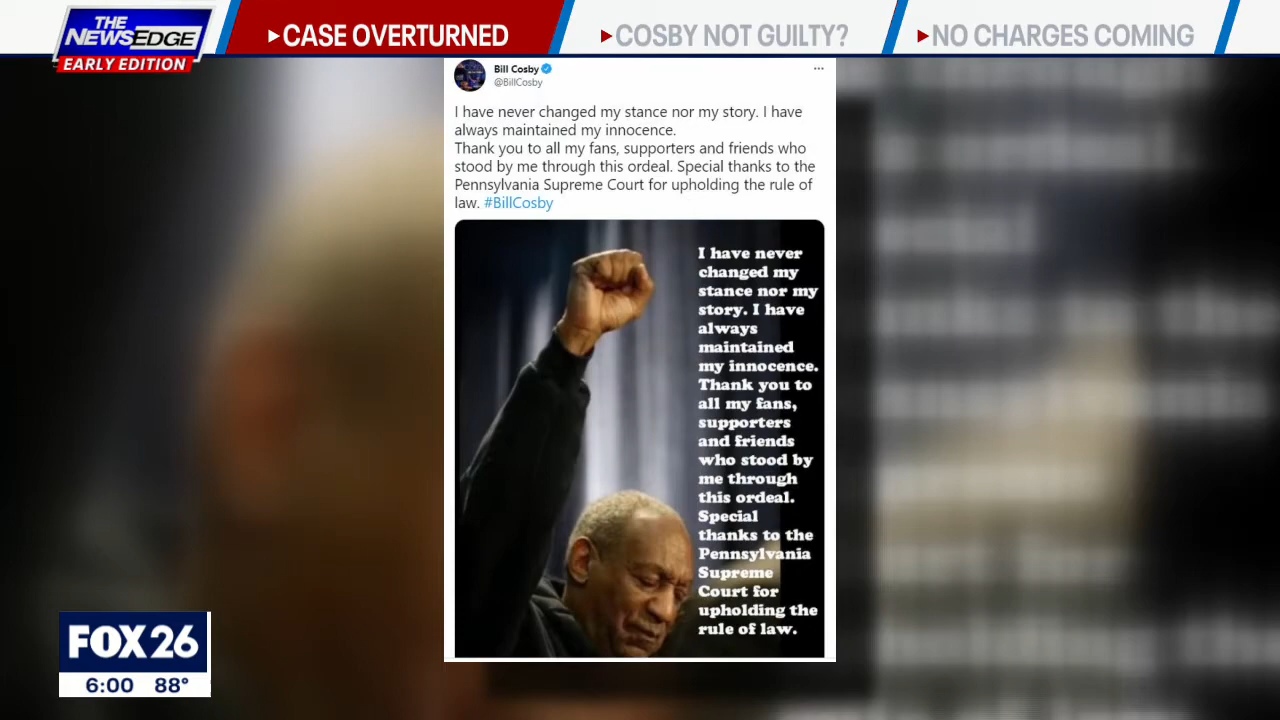 THE
NEWSEDGE
EARLY EDITION
CASE OVERTURNED
COSBY NOT GUILTY?
NO CHARGES COMING
Bill Cosby
@BillCosby
I have never changed my stance nor my story. I have
always maintained my innocence.
Thank you to all my fans, supporters and friends who
stood by me through this ordeal. Special thanks to the
Pennsylvania Supreme Court for upholding the rule of
law. #BillCosby
I have never
changed my
stance nor my
story. I have
always
maintained
my innocence.
Thank you to
all my fans,
supporters
and friends
who stood by
me through
this ordeal.
Special
thanks to the
Pennsylvania
Supreme
Court for
upholding the
rule of law.
FOX 26
6:00 88°